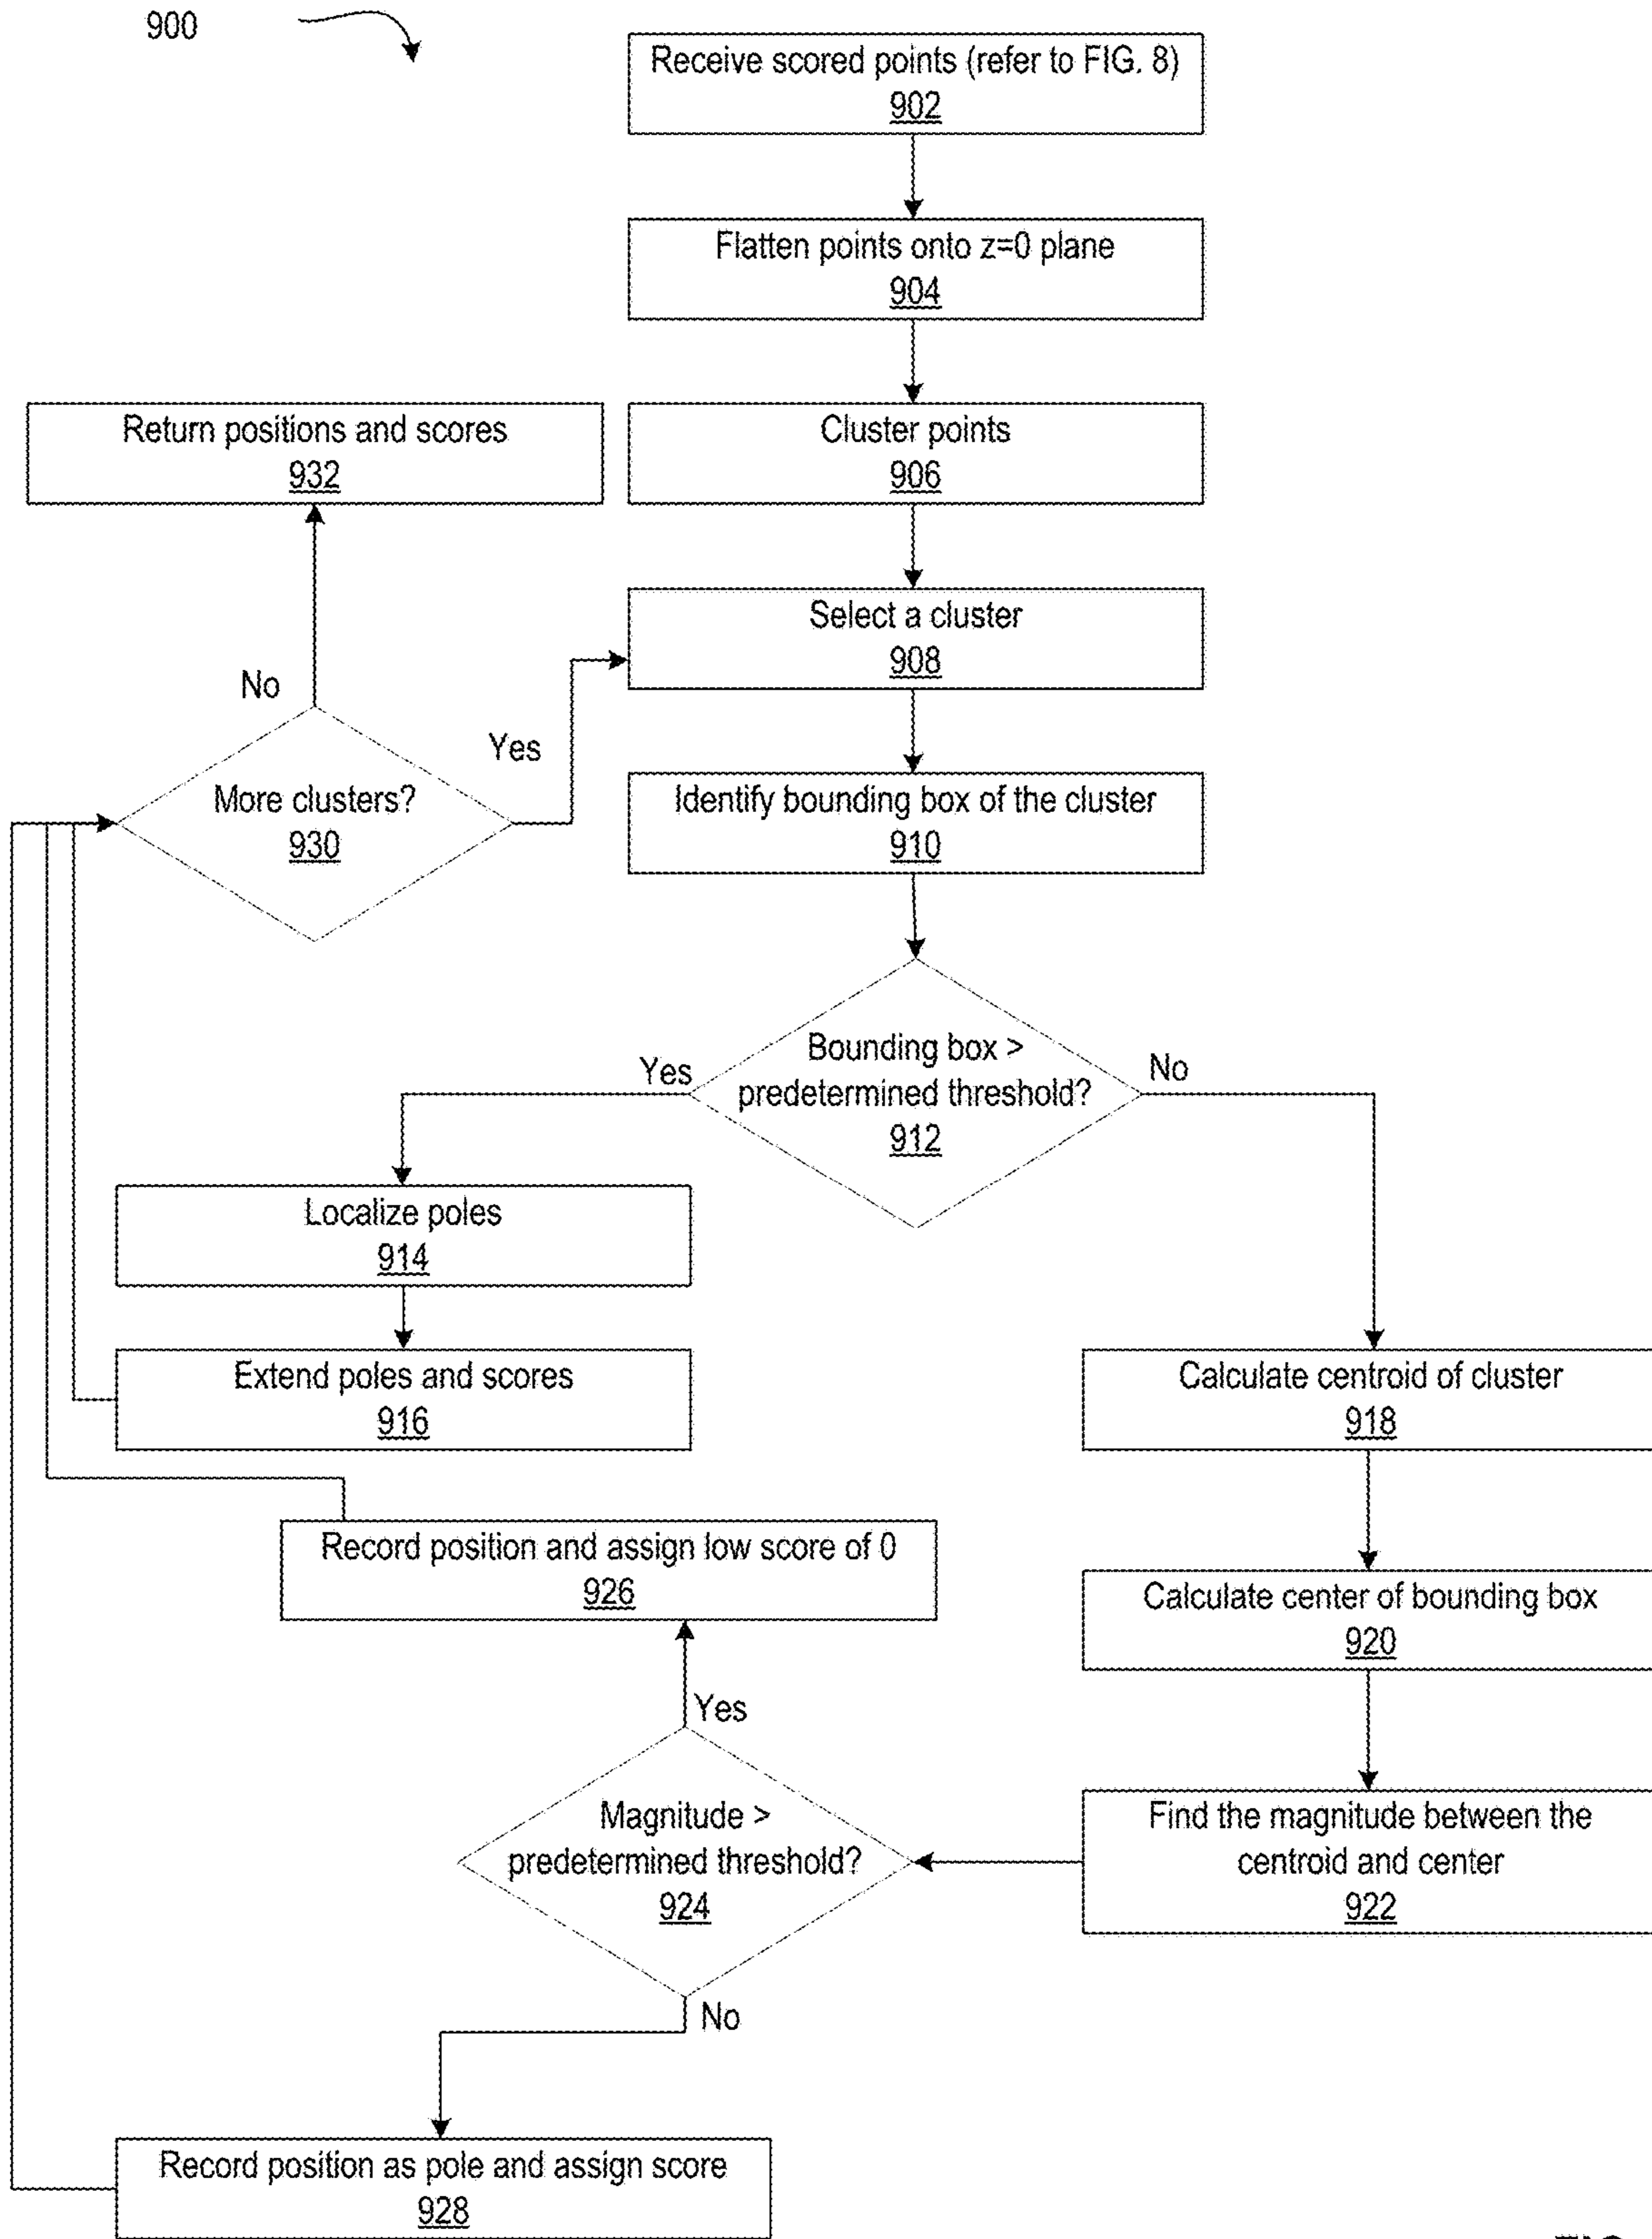 900
Receive scored points (refer to FIG. 8)
902
Flatten points onto z=0 plane
904
Return positions and scores
932
Cluster points
906
Select a cluster
908
No
Yes
More clusters?
930
Identify bounding box of the cluster
910
Bounding box >
predetermined threshold?
912
Yes
No
Localize poles
914
Extend poles and scores
916
Calculate centroid of cluster
918
Record position and assign low score of 0
926
Calculate center of bounding box
920
Yes
Magnitude >
predetermined threshold?
924
Find the magnitude between the
centroid and center
922
No
Record position as pole and assign score
928